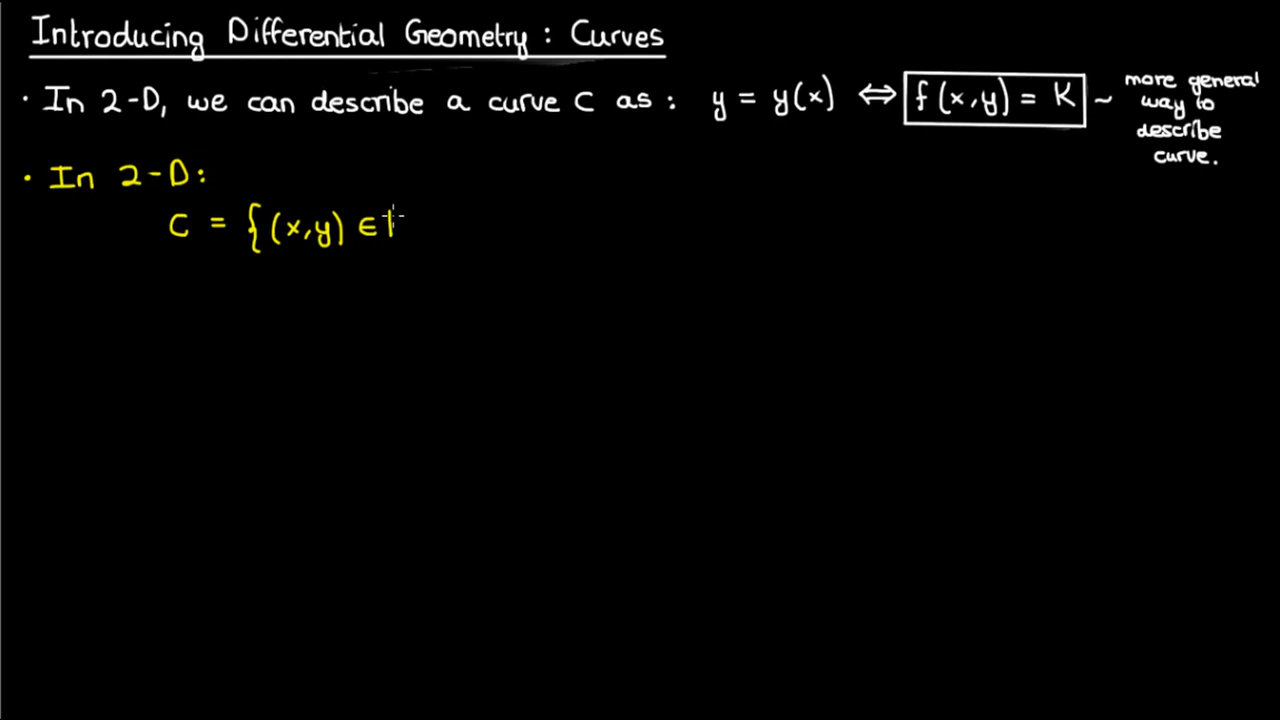 Introducing Differential Geometry : Curves
· In 2-D, we can describe a curve C as : y = y(x) ⇔ f(x,y) = K ~ more general
way to
describe
curve.
· In 2-D:
C = {(x,y) ∈